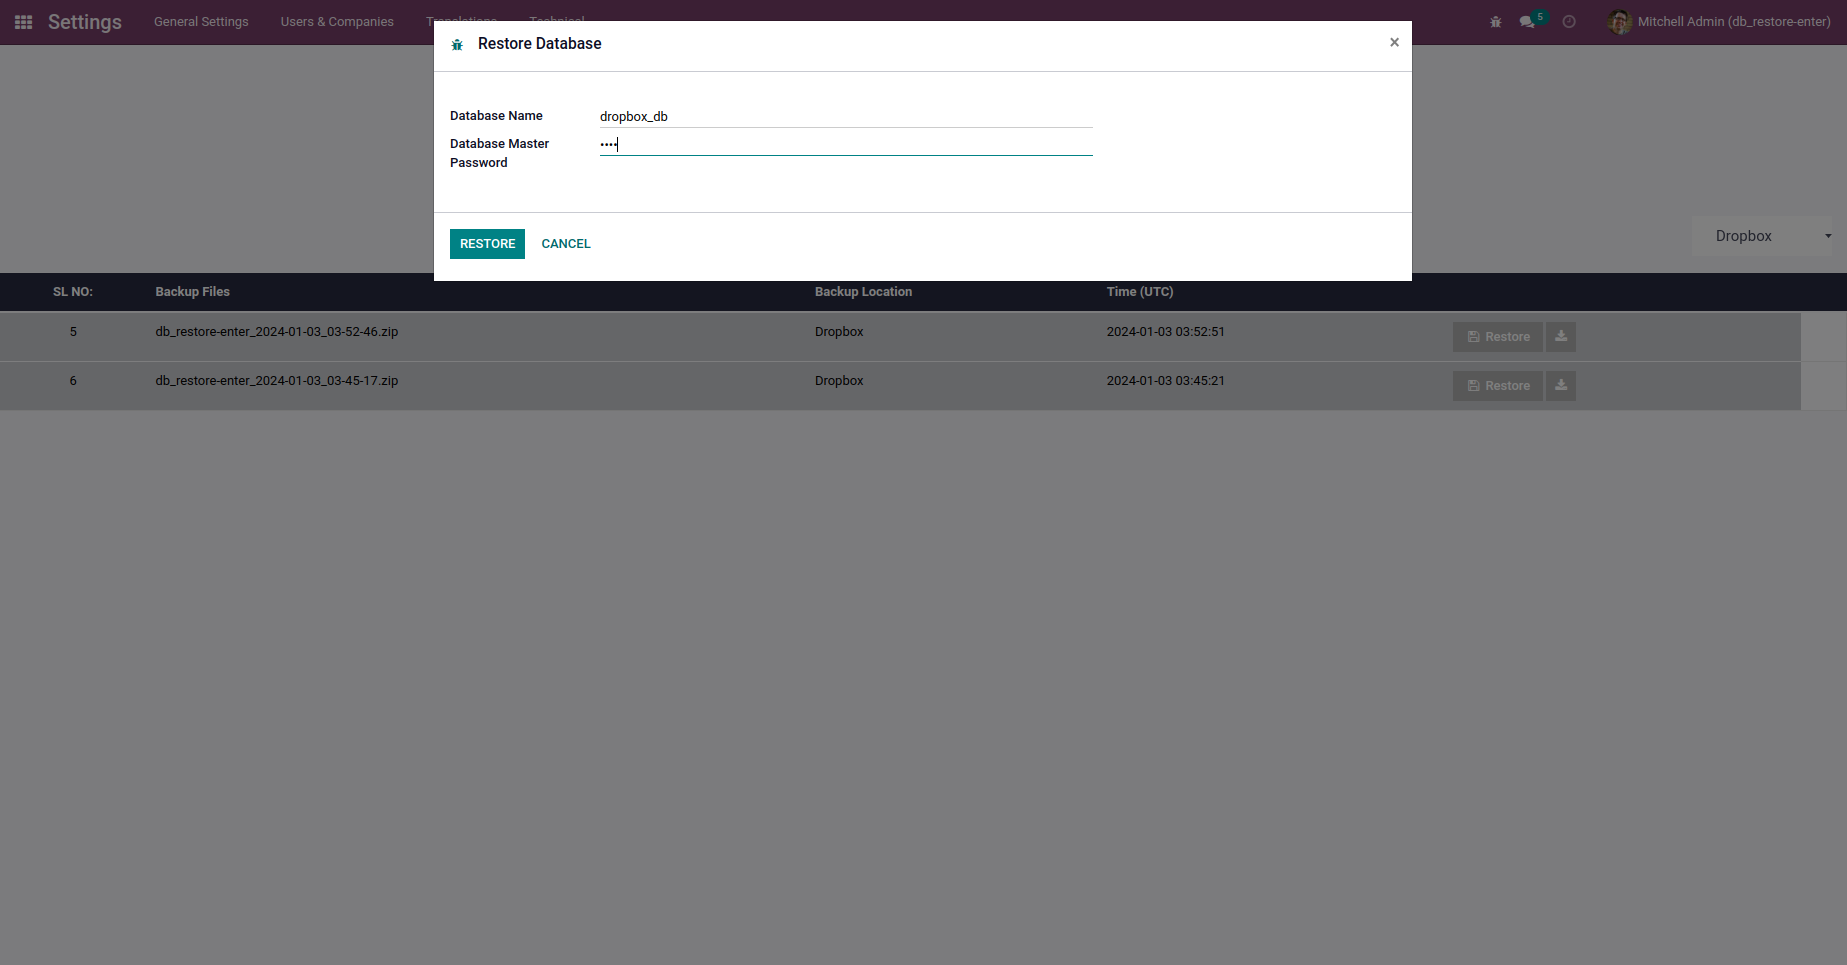 Settings General Settings Users & Companies Translations Technical 5 Mitchell Admin (db_restore-enter)
Restore Database ×
Database Name dropbox_db
Database Master
Password ••••
RESTORE CANCEL
Dropbox
SL NO: Backup Files Backup Location Time (UTC)
5 db_restore-enter_2024-01-03_03-52-46.zip Dropbox 2024-01-03 03:52:51 Restore
6 db_restore-enter_2024-01-03_03-45-17.zip Dropbox 2024-01-03 03:45:21 Restore